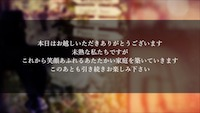 本日はお越しいただきありがとうございます
未熟な私たちですが
これから笑顔あふれるあたたかい家庭を築いていきます
このあとも引き続きお楽しみ下さい